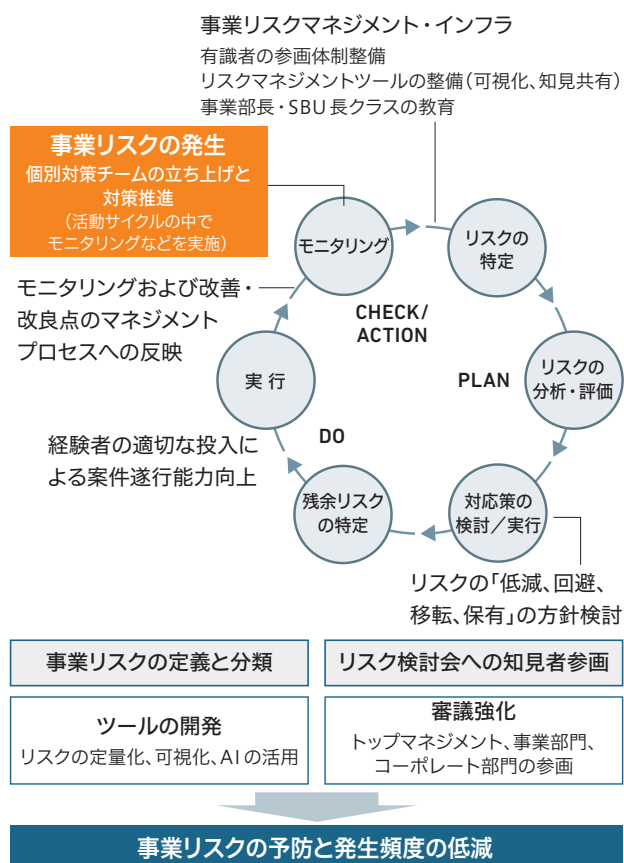 事業リスクマネジメント・インフラ
有識者の参画体制整備
リスクマネジメントツールの整備(可視化、知見共有)
事業部長・SBU長クラスの教育
事業リスクの発生
個別対策チームの立ち上げと
対策推進
(活動サイクルの中で
モニタリングなどを実施)
モニタリング
リスクの
特定
モニタリングおよび改善・
改良点のマネジメント
プロセスへの反映
CHECK/
ACTION
実 行
PLAN
リスクの
分析・評価
DO
経験者の適切な投入に
よる案件遂行能力向上
残余リスク
の特定
対応策の
検討/実行
リスクの「低減、回避、
移転、保有」の方針検討
事業リスクの定義と分類
リスク検討会への知見者参画
ツールの開発
リスクの定量化、可視化、AIの活用
審議強化
トップマネジメント、事業部門、
コーポレート部門の参画
事業リスクの予防と発生頻度の低減